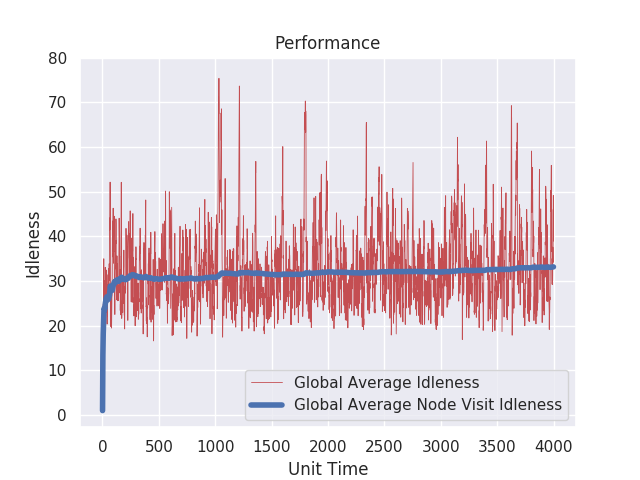 Performance
80
70
60
50
40
30
20
10
0
Idleness
Global Average Idleness
Global Average Node Visit Idleness
0 500 1000 1500 2000 2500 3000 3500 4000
Unit Time